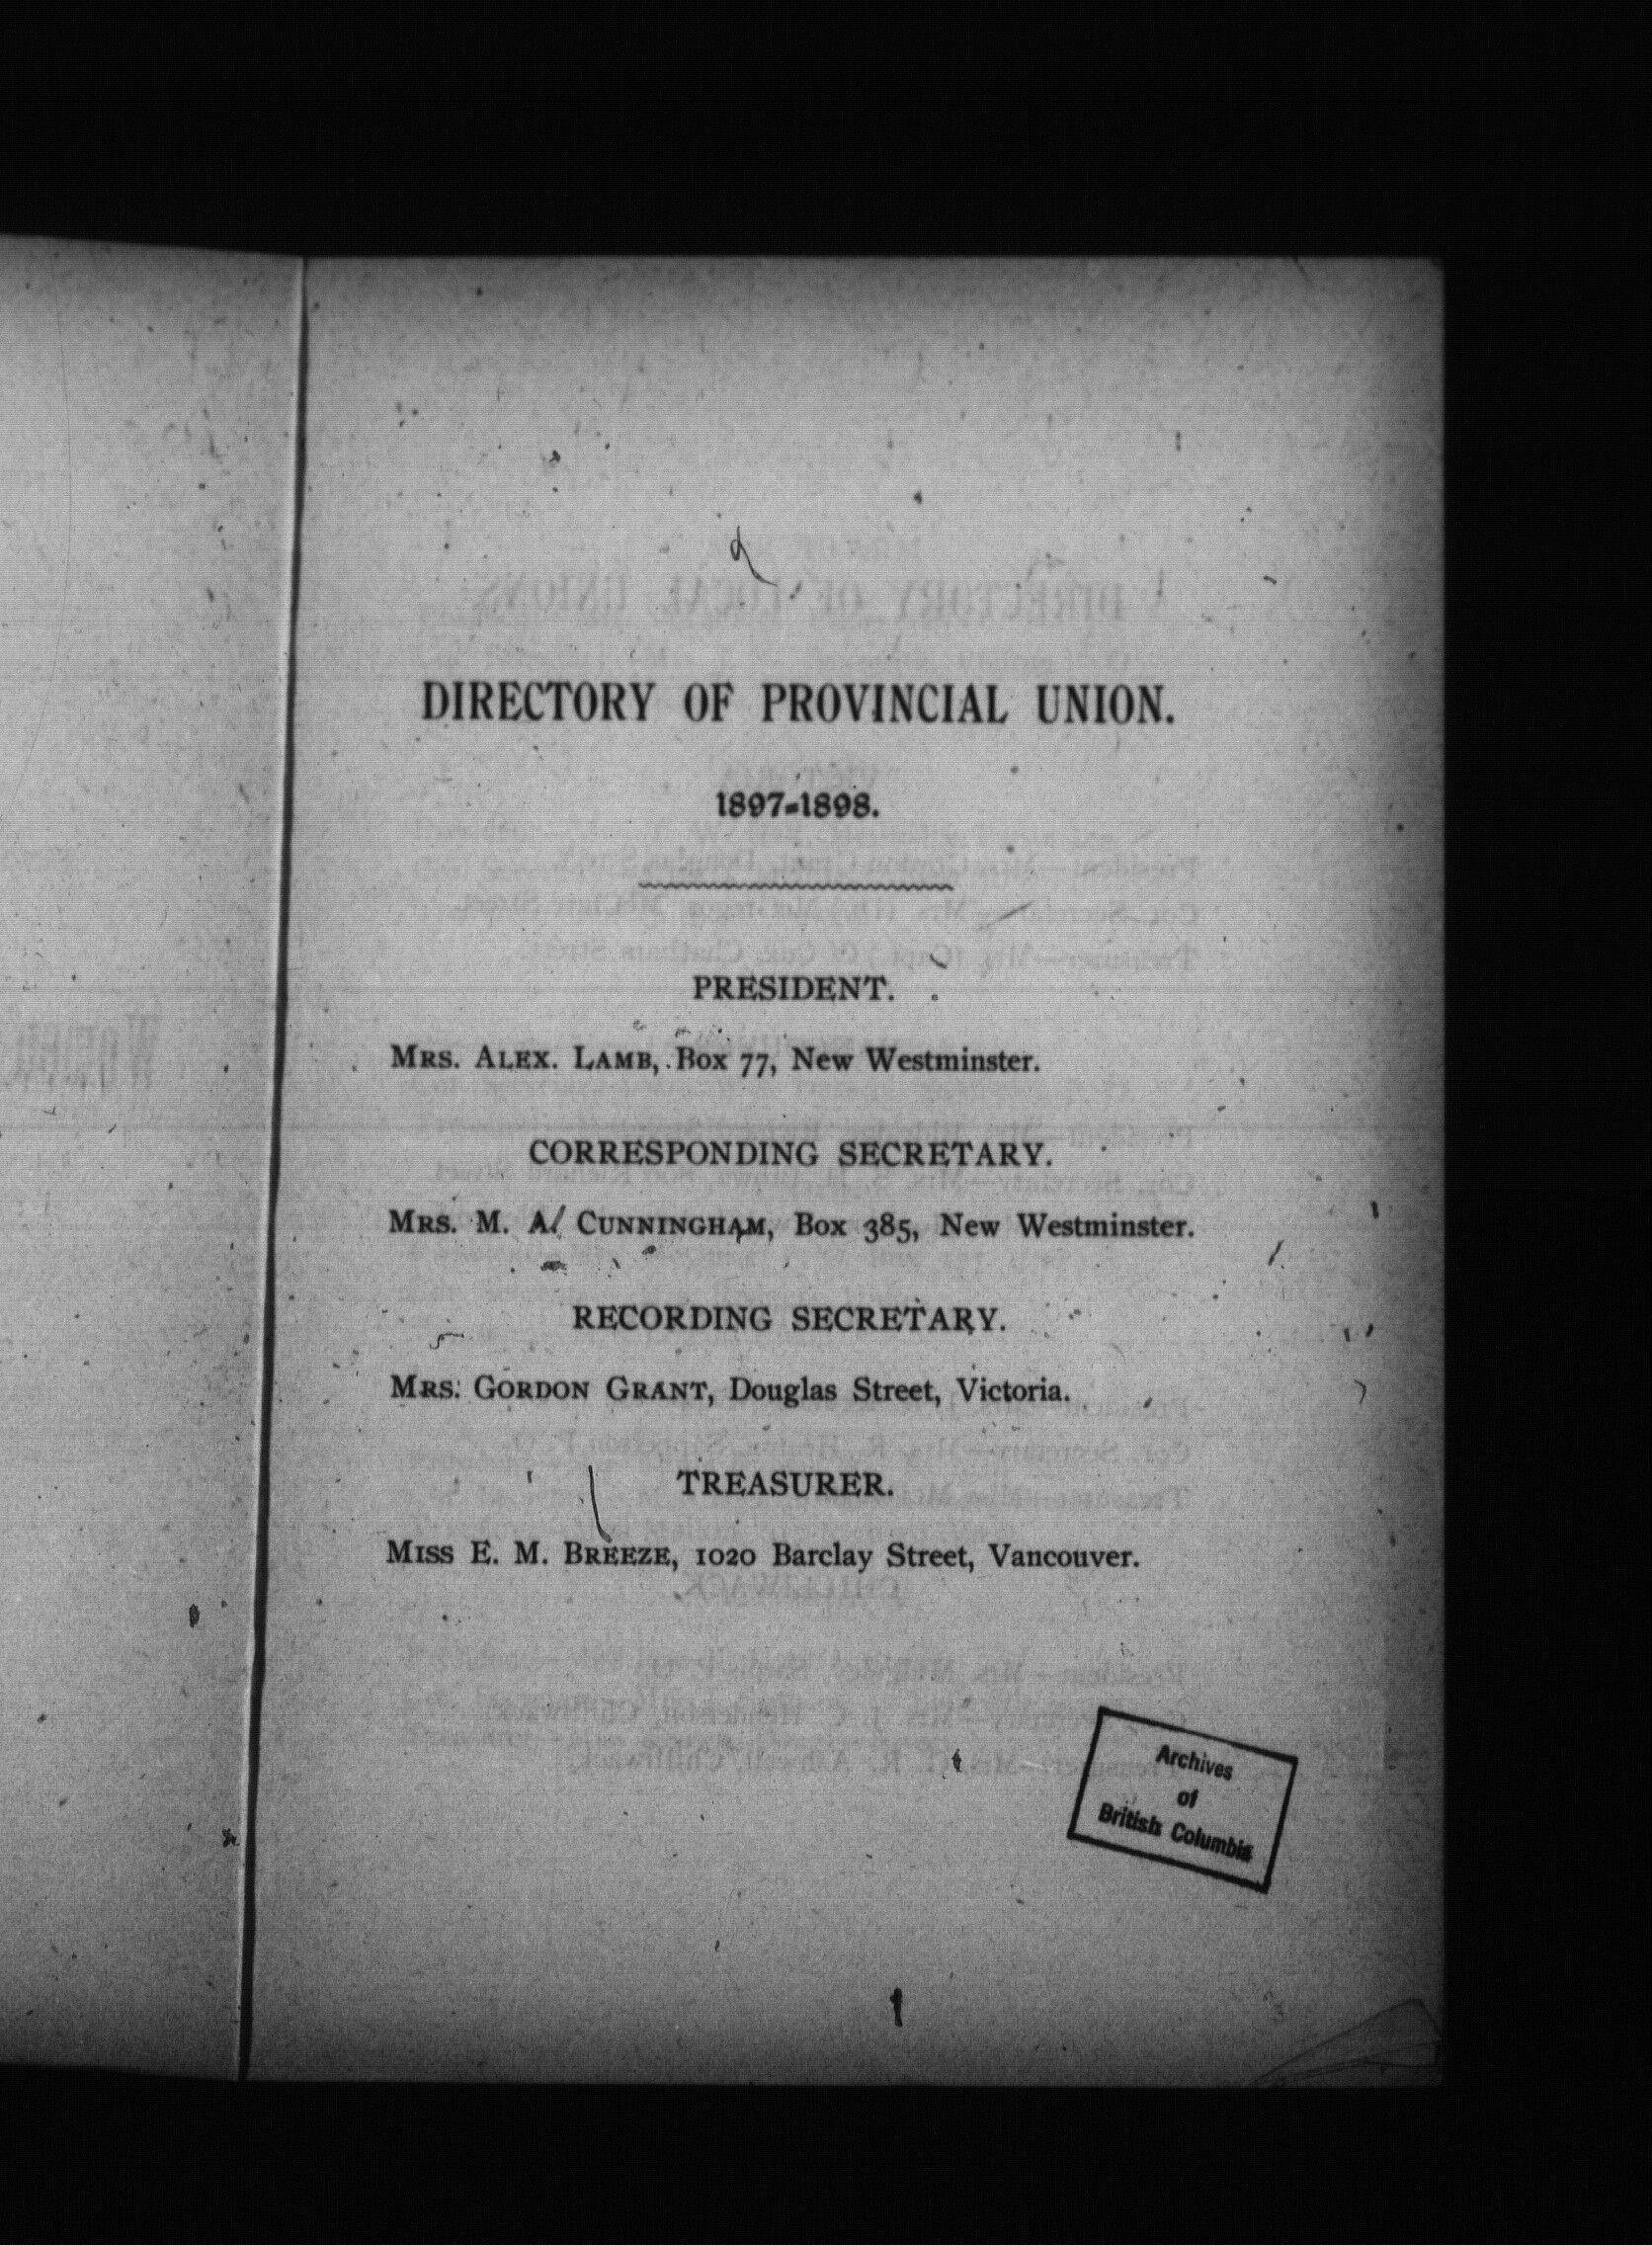 DIRECTORY OF PROVINCIAL UNION.
1897-1898.
PRESIDENT.
MRS. ALEX. LAMB, Box 77, New Westminster.
CORRESPONDING SECRETARY.
MRS. M. A. CUNNINGHAM, Box 385, New Westminster.
RECORDING SECRETARY.
MRS. GORDON GRANT, Douglas Street, Victoria.
TREASURER.
MISS E. M. BREEZE, 1020 Barclay Street, Vancouver.
Archives
of
British Columbia